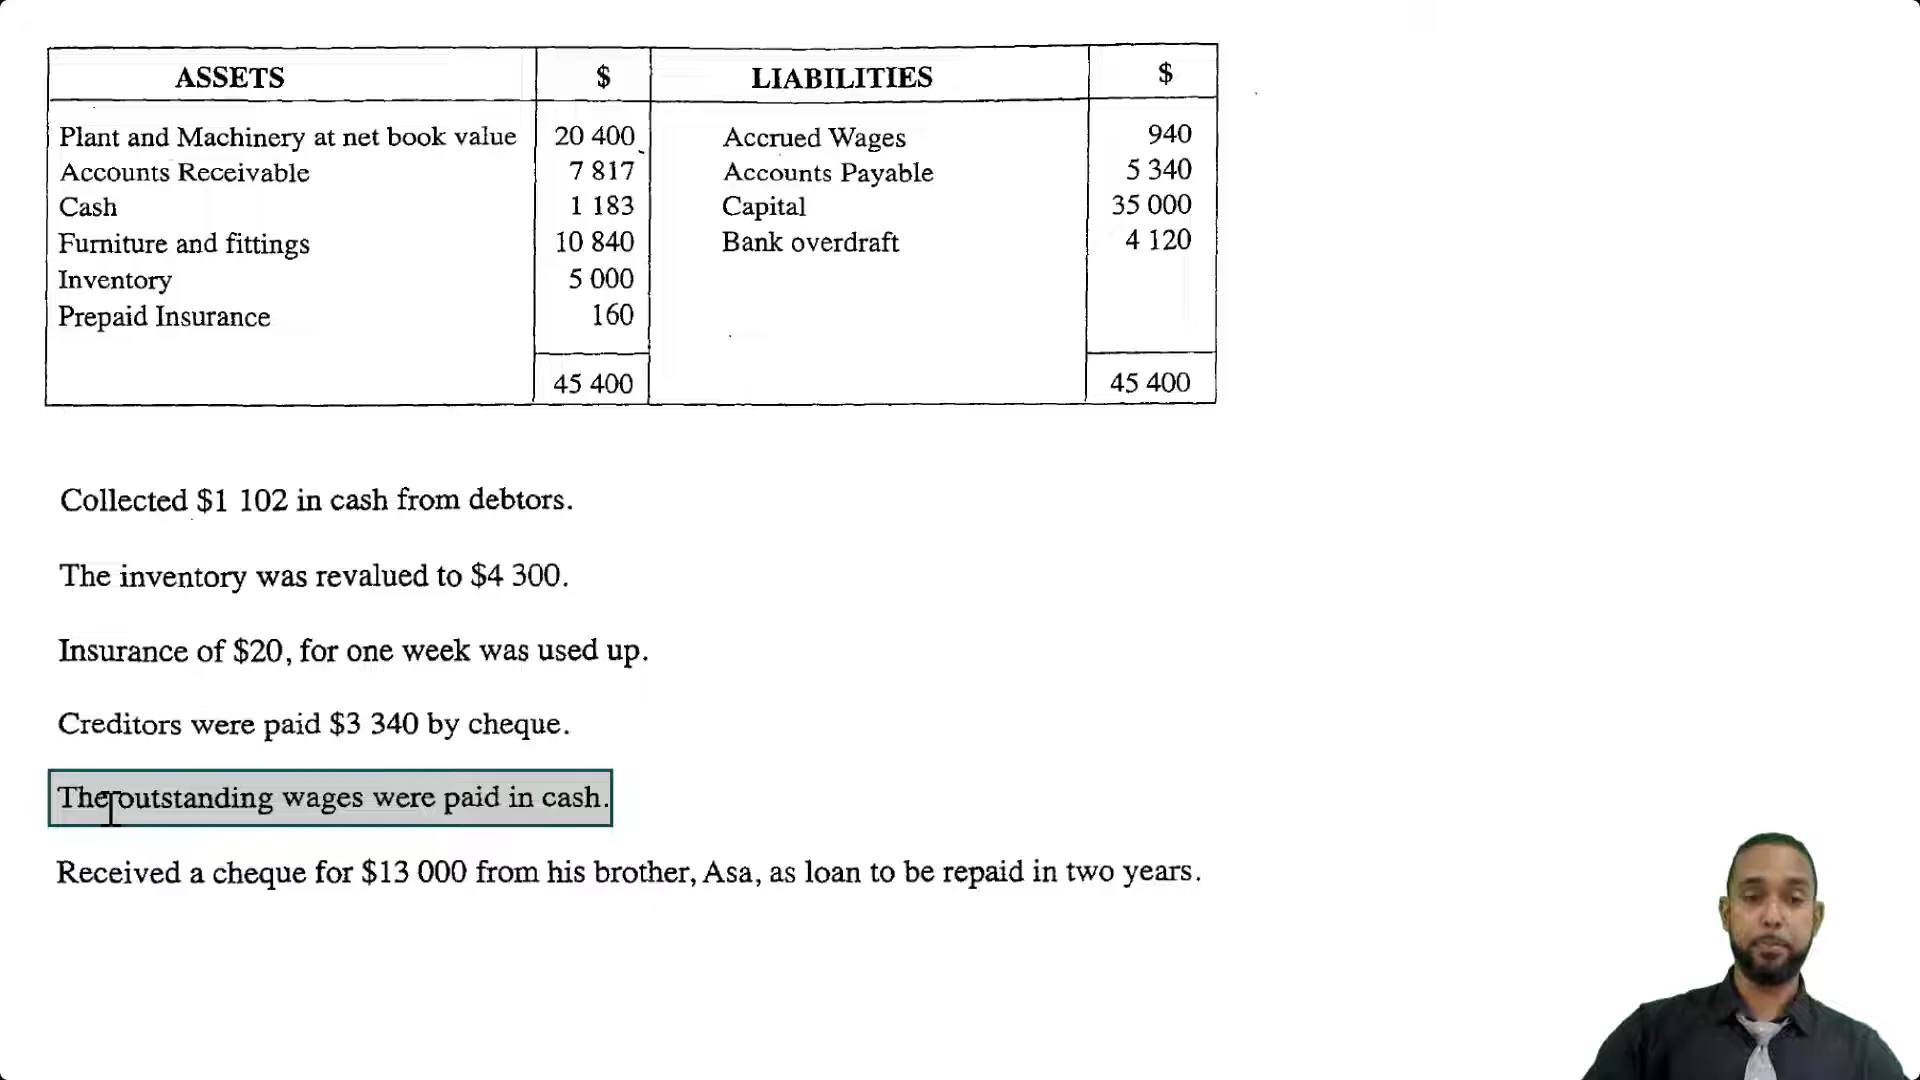 ASSETS $ LIABILITIES $
Plant and Machinery at net book value 20 400 Accrued Wages 940
Accounts Receivable 7 817 Accounts Payable 5 340
Cash 1 183 Capital 35 000
Furniture and fittings 10 840 Bank overdraft 4 120
Inventory 5 000
Prepaid Insurance 160
45 400 45 400
Collected $1 102 in cash from debtors.
The inventory was revalued to $4 300.
Insurance of $20, for one week was used up.
Creditors were paid $3 340 by cheque.
The outstanding wages were paid in cash.
Received a cheque for $13 000 from his brother, Asa, as loan to be repaid in two years.